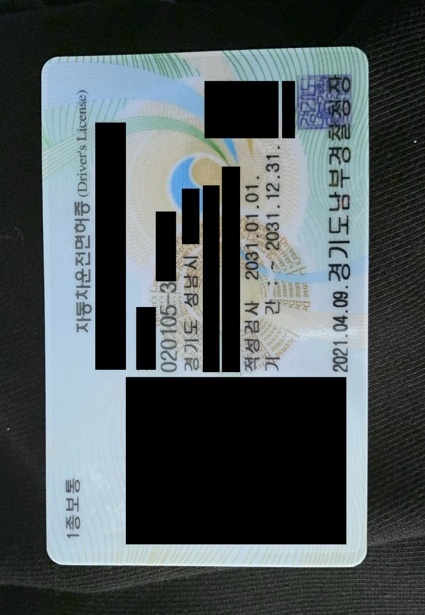 1종보통
자동차운전면허증 (Driver's License)
020105-3
경기도 성남시
적성검사 2031.01.01.
기 간 : ~ 2031.12.31.
2021.04.09. 경기도남부경찰청장